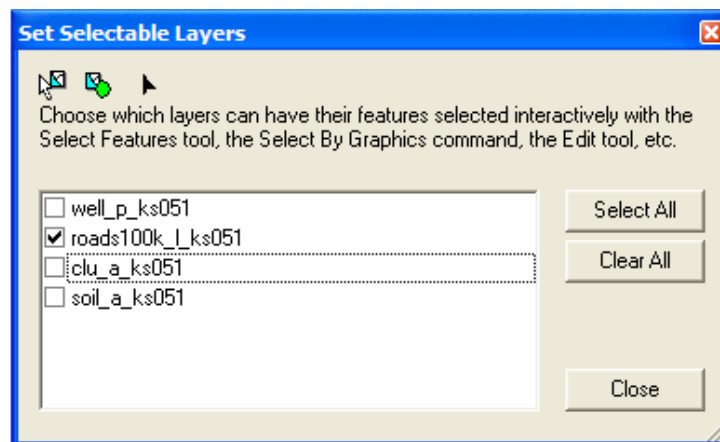 Set Selectable Layers
Choose which layers can have their features selected interactively with the
Select Features tool, the Select By Graphics command, the Edit tool, etc.
well_p_ks051
roads100k_l_ks051
clu_a_ks051
soil_a_ks051
Select All
Clear All
Close